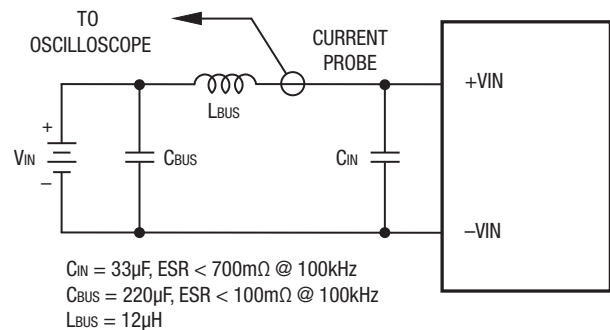 TO
OSCILLOSCOPE
CURRENT
PROBE
LBUS
+VIN
+
VIN
–
CBUS
CIN
–VIN
CIN = 33µF, ESR < 700mΩ @ 100kHz
CBUS = 220µF, ESR < 100mΩ @ 100kHz
LBUS = 12µH